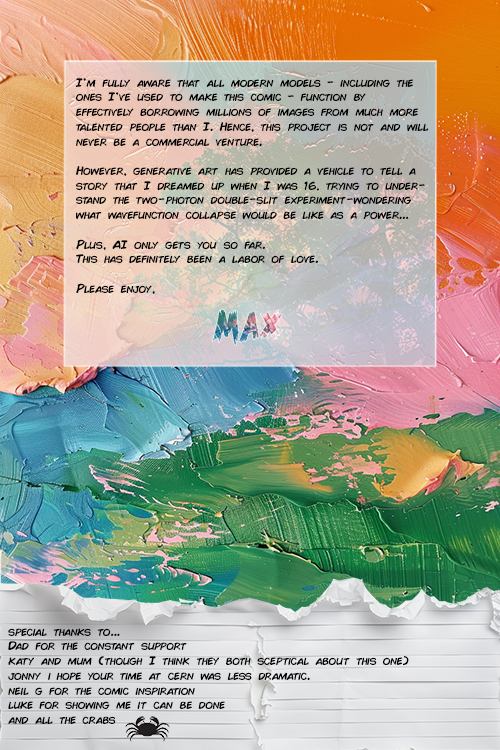 I'm fully aware that all modern models - including the
ones I've used to make this comic - function by
effectively borrowing millions of images from much more
talented people than I. Hence, this project is not and will
never be a commercial venture.
However, generative art has provided a vehicle to tell a
story that I dreamed up when I was 16, trying to under-
stand the two-photon double-slit experiment-wondering
what wavefunction collapse would be like as a power...
Plus, AI only gets you so far.
This has definitely been a labor of love.
Please enjoy,
MAX
special thanks to...
Dad for the constant support
Katy and mum (though I think they both sceptical about this one)
Jonny i hope your time at CERN was less dramatic.
Neil G for the comic inspiration
Luke for showing me it can be done
and all the crabs